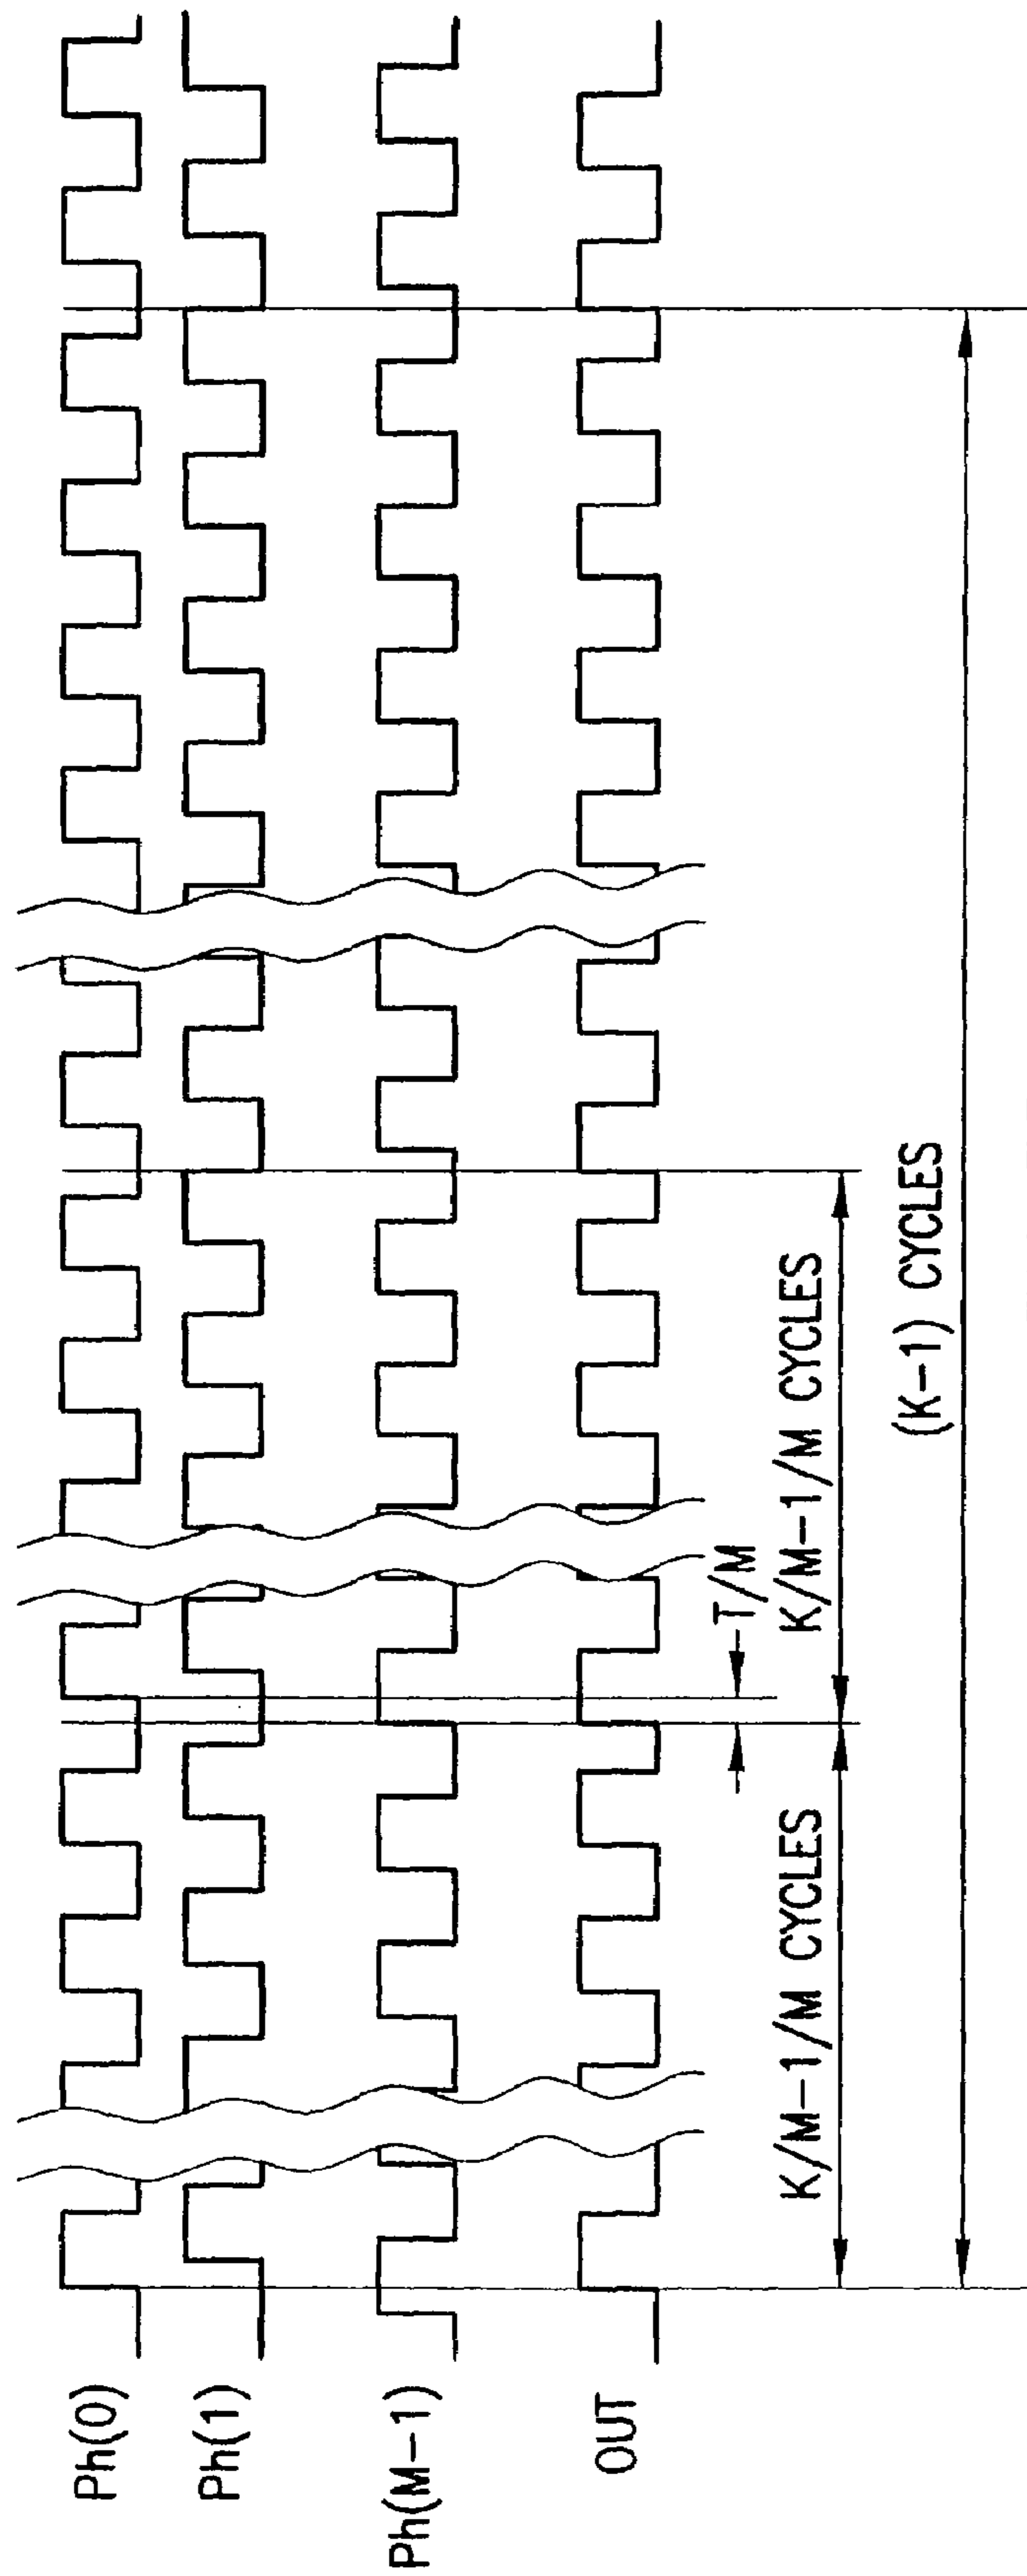 Ph(0)
Ph(1)
Ph(M-1)
OUT
T/M
K/M-1/M CYCLES
K/M-1/M CYCLES
(K-1) CYCLES